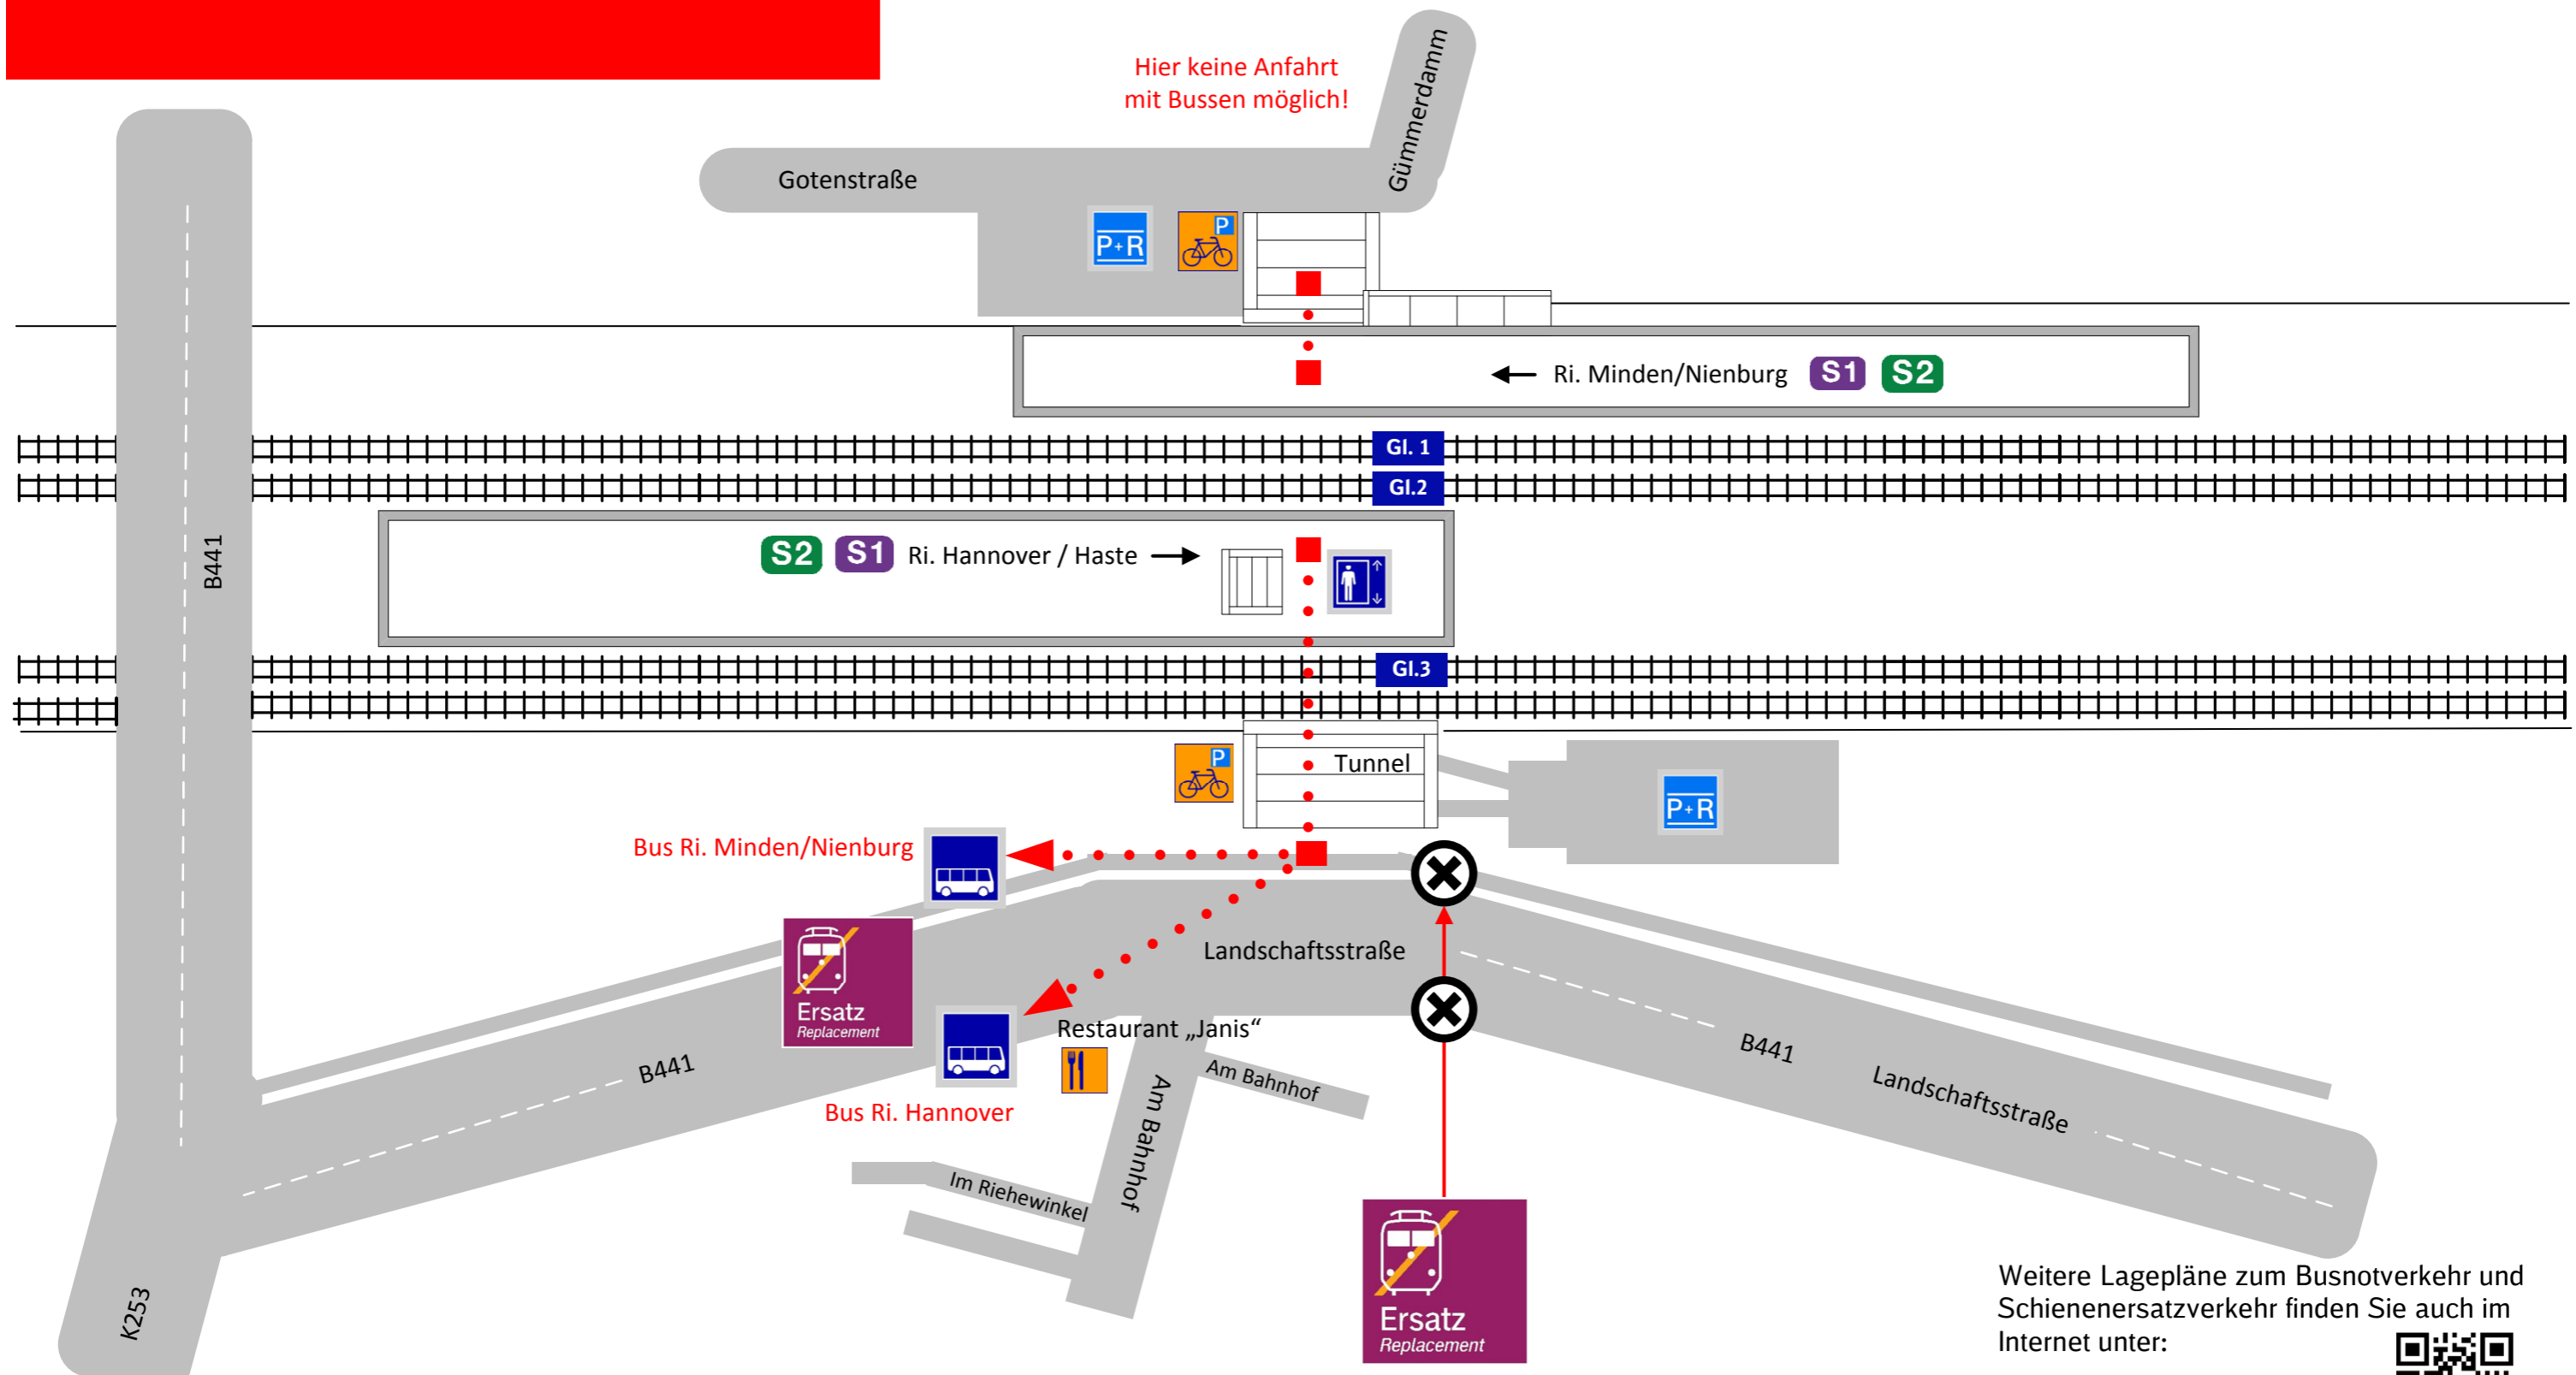 Hier keine Anfahrt
mit Bussen möglich!
Gümmerdamm
Gotenstraße
P+R
P
Ri. Minden/Nienburg S1 S2
Gl. 1
Gl.2
B441
S2 S1 Ri. Hannover / Haste
Gl.3
P
Tunnel
P+R
Bus Ri. Minden/Nienburg
Landschaftsstraße
Ersatz
Replacement
Restaurant „Janis“
B441
B441
Landschaftsstraße
Am Bahnhof
Am Bahnhof
Bus Ri. Hannover
Im Riehewinkel
K253
Ersatz
Replacement
Weitere Lagepläne zum Busnotverkehr und
Schienenersatzverkehr finden Sie auch im
Internet unter: